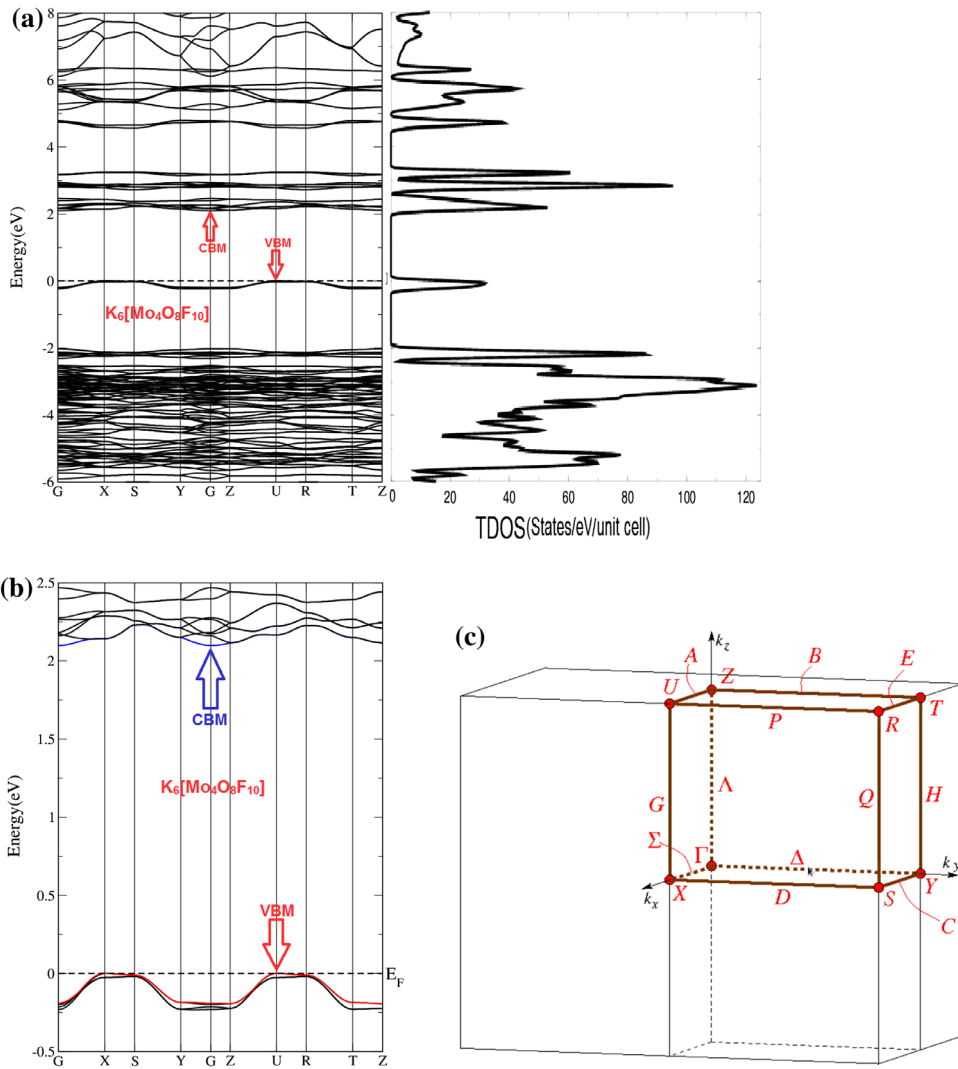 (a)
8
6
4
2
0
-2
-4
-6
Energy(eV)
CBM
VBM
K6[Mo4O8F10]
G X S Y G Z U R T Z
0 20 40 60 80 100 120
TDOS(States/eV/unit cell)
(b)
2.5
2
1.5
1
0.5
0
-0.5
Energy(eV)
CBM
K6[Mo4O8F10]
VBM
EF
G X S Y G Z U R T Z
(c)
kz
A Z B E
U
P R T
G Λ Q H
Σ Γ Δ
kx X D S Y ky
C